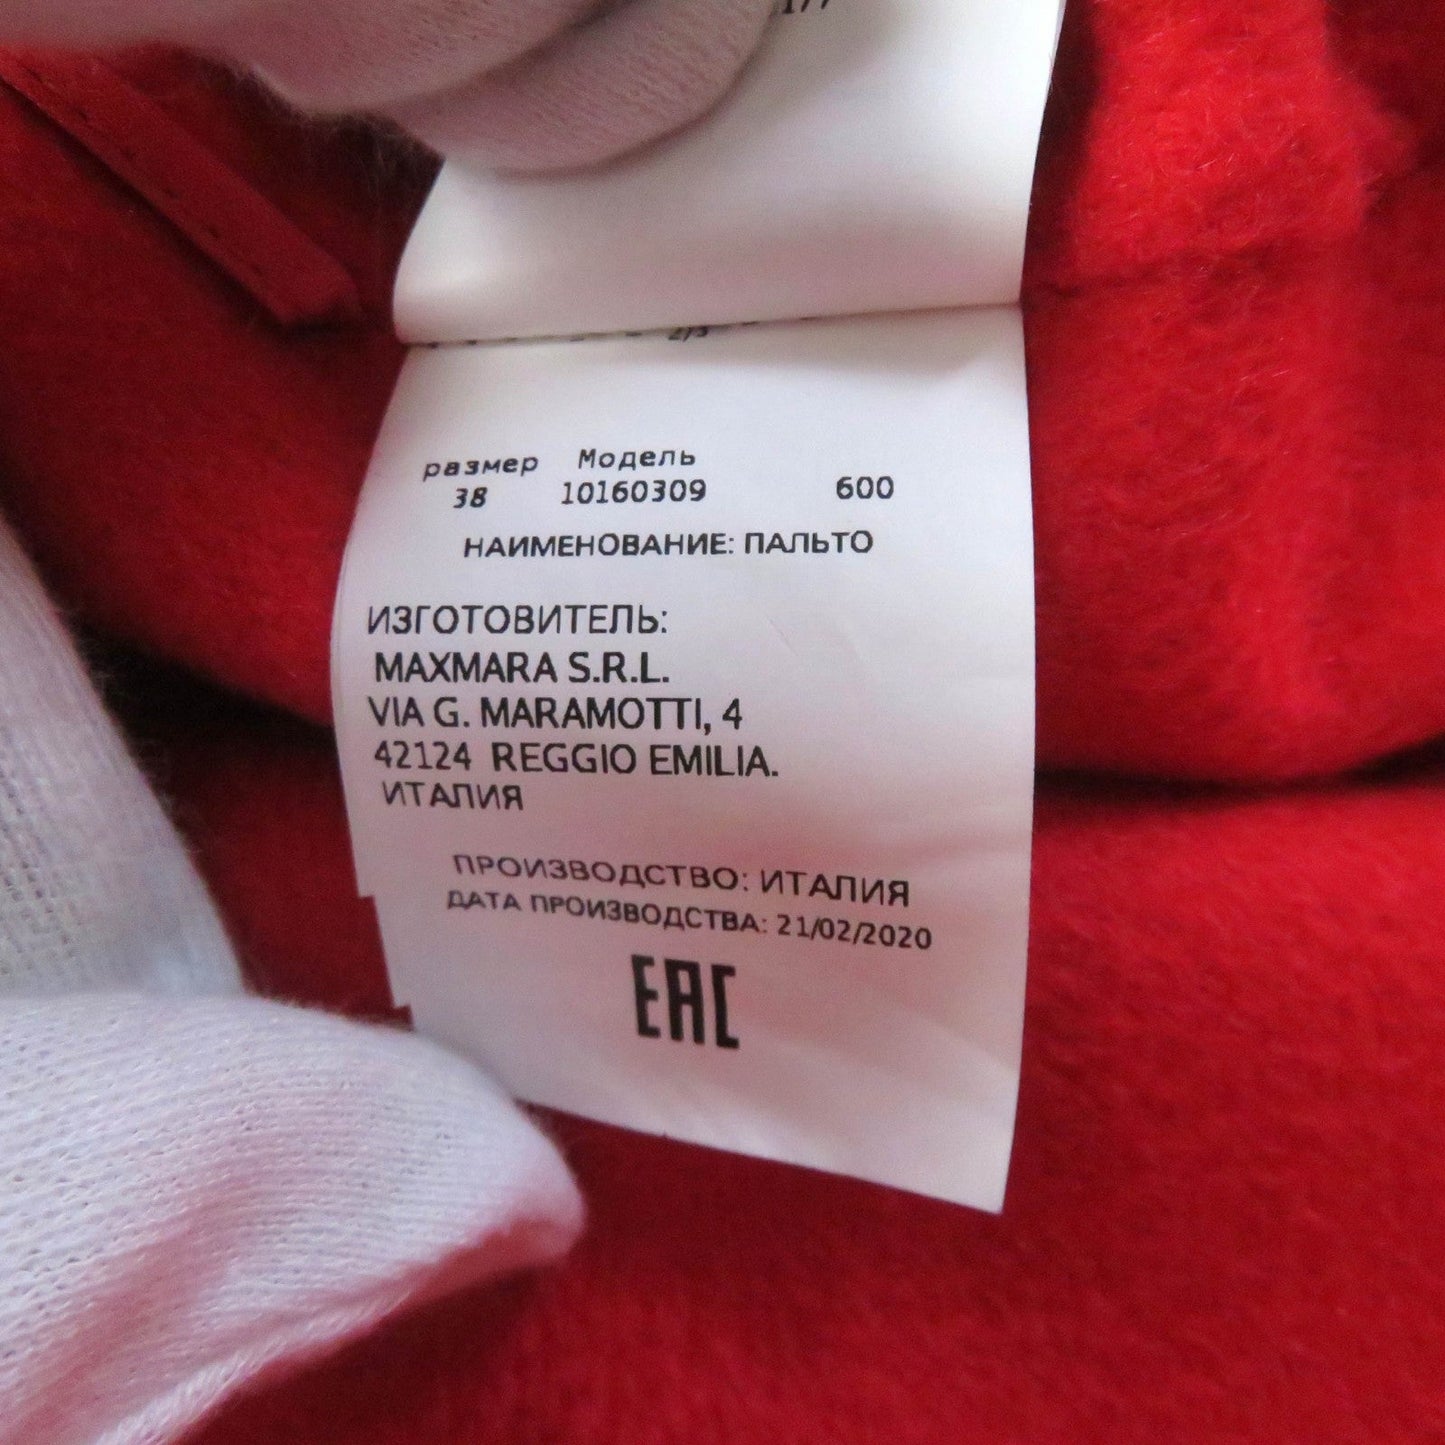 размер Модель
38 10160309 600
НАИМЕНОВАНИЕ: ПАЛЬТО
ИЗГОТОВИТЕЛЬ:
MAXMARA S.R.L.
VIA G. MARAMOTTI, 4
42124 REGGIO EMILIA.
ИТАЛИЯ
ПРОИЗВОДСТВО: ИТАЛИЯ
ДАТА ПРОИЗВОДСТВА: 21/02/2020
EAC